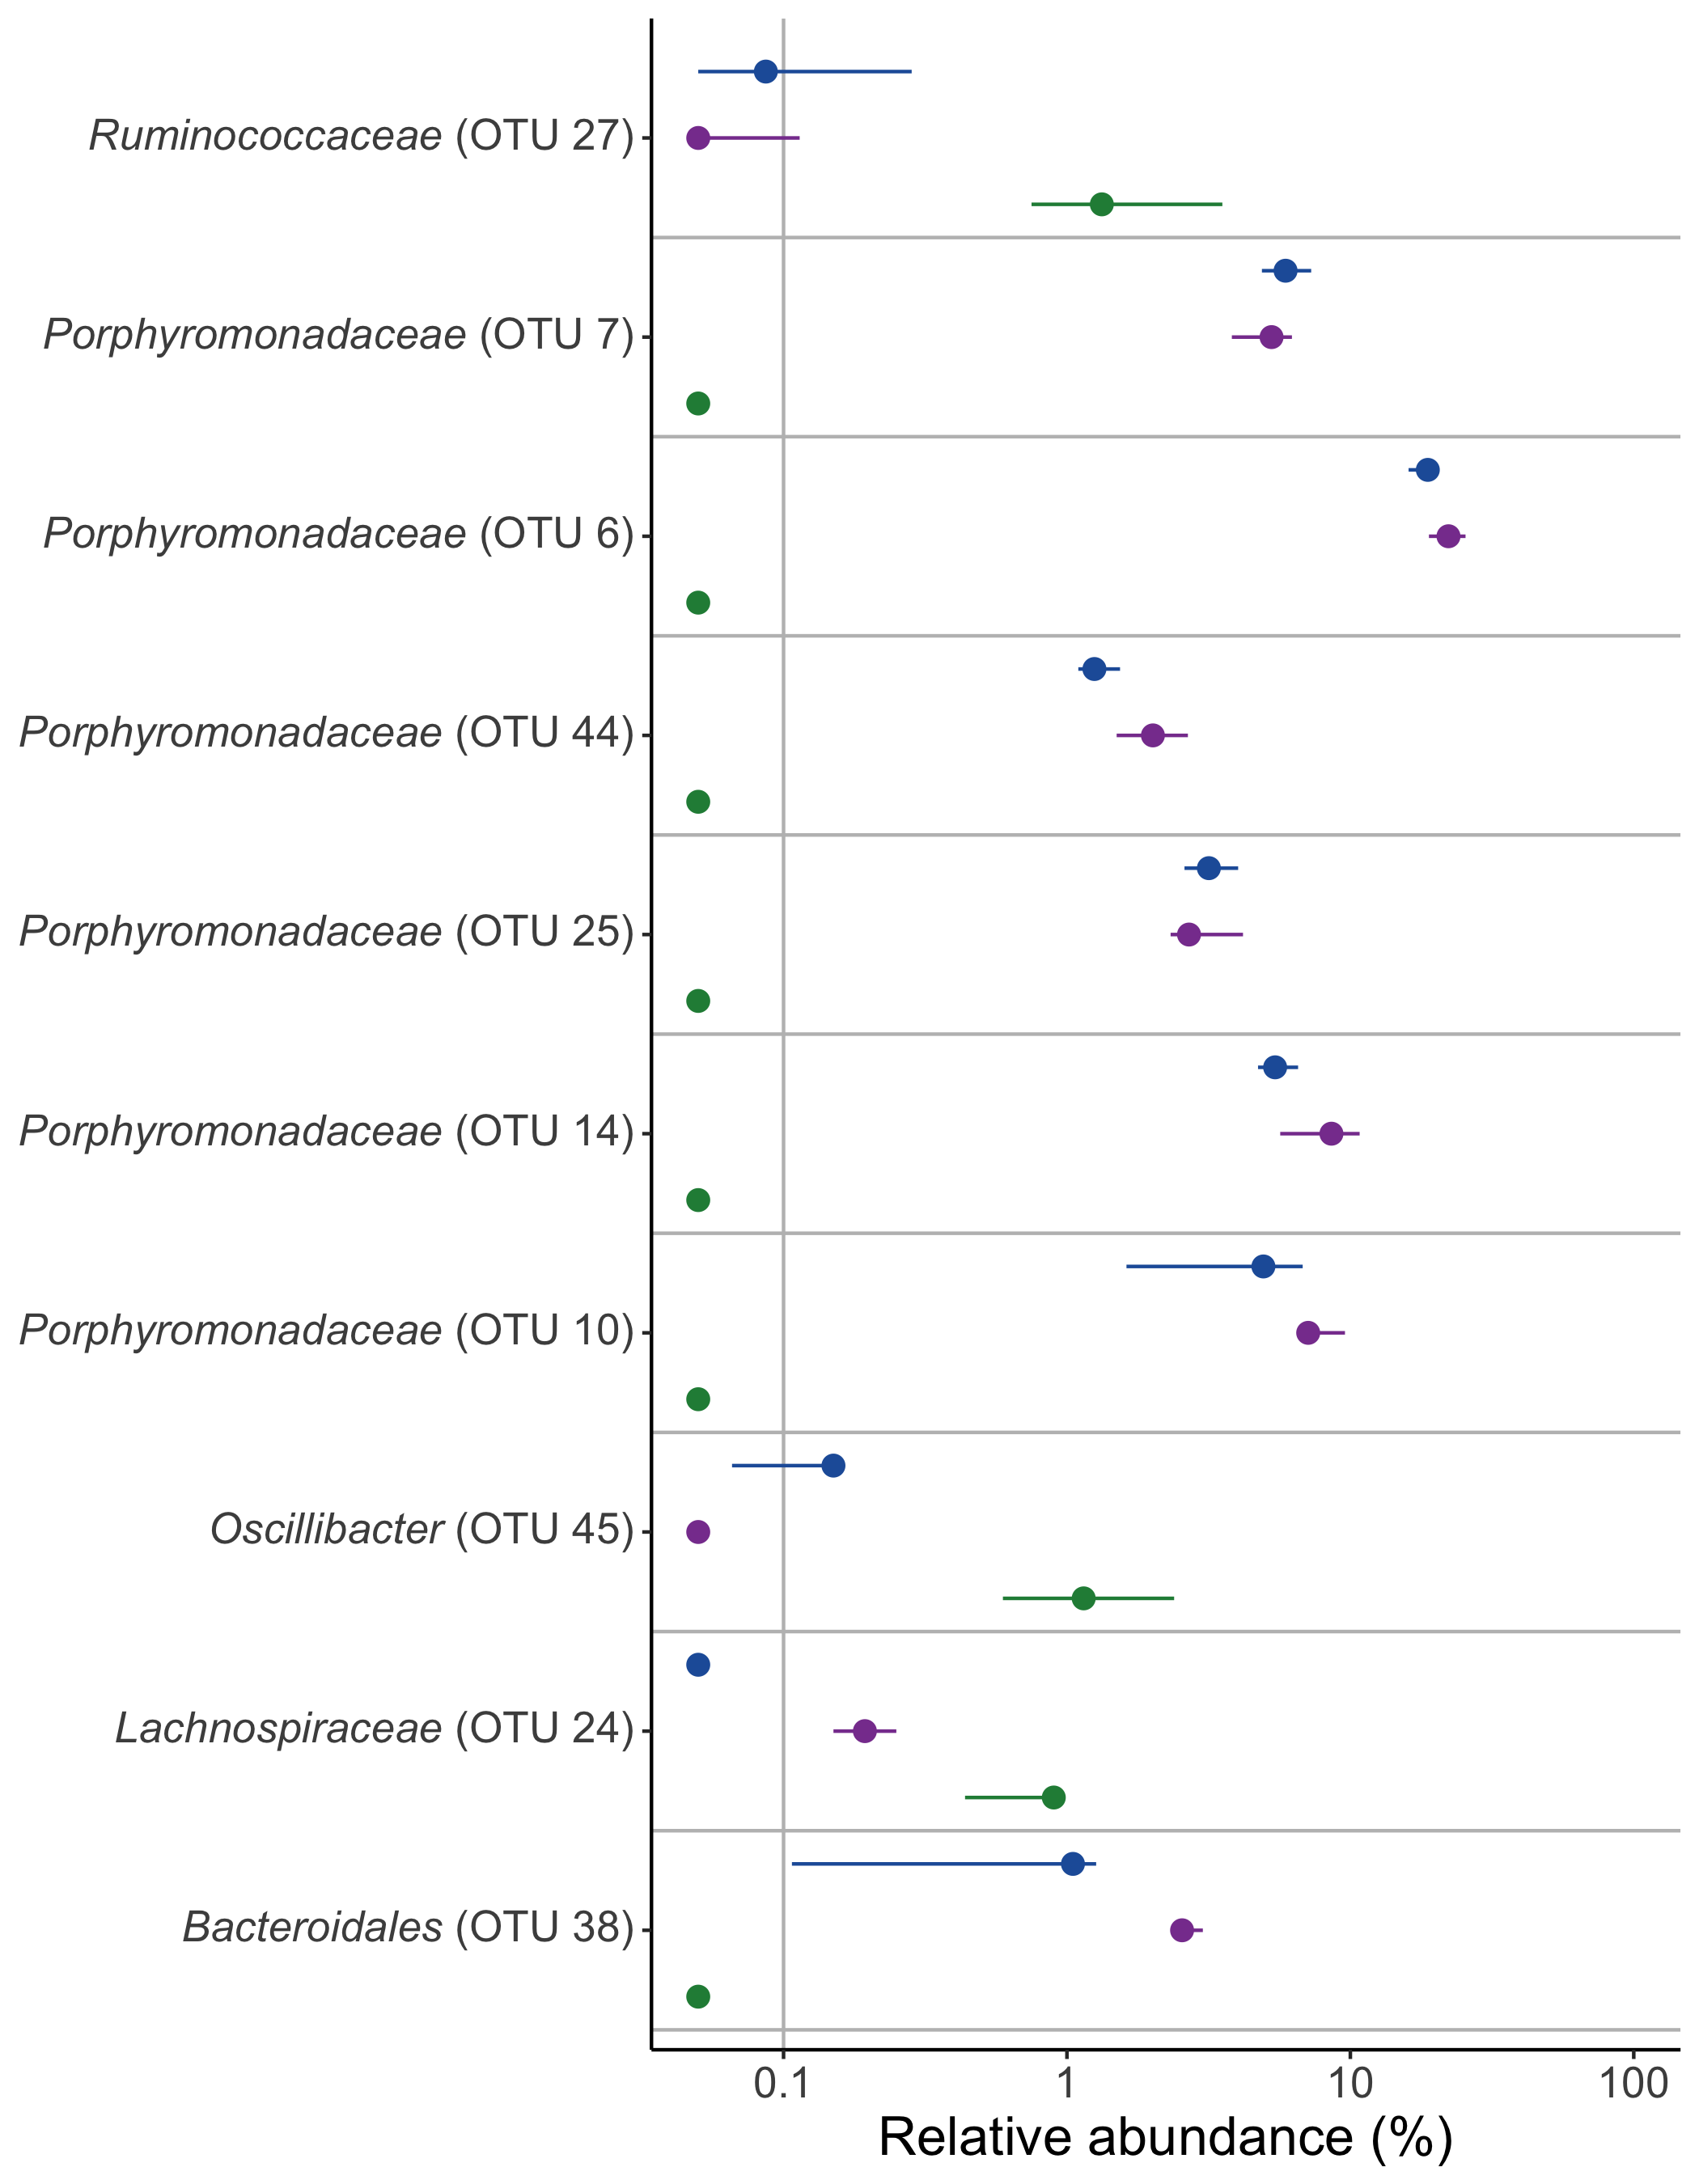 Ruminococcaceae (OTU 27)
Porphyromonadaceae (OTU 7)
Porphyromonadaceae (OTU 6)
Porphyromonadaceae (OTU 44)
Porphyromonadaceae (OTU 25)
Porphyromonadaceae (OTU 14)
Porphyromonadaceae (OTU 10)
Oscillibacter (OTU 45)
Lachnospiraceae (OTU 24)
Bacteroidales (OTU 38)
0.1 1 10 100
Relative abundance (%)